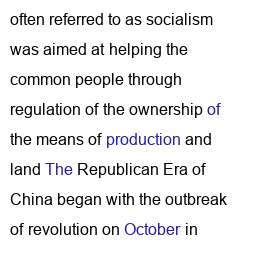 often referred to as socialism
was aimed at helping the
common people through
regulation of the ownership of
the means of production and
land The Republican Era of
China began with the outbreak
of revolution on October in